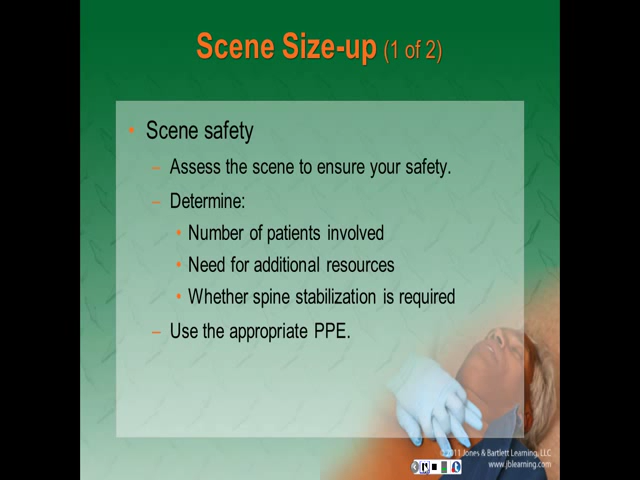 Scene Size-up (1 of 2)
• Scene safety
– Assess the scene to ensure your safety.
– Determine:
• Number of patients involved
• Need for additional resources
• Whether spine stabilization is required
– Use the appropriate PPE.
© 2011 Jones & Bartlett Learning, LLC
www.jblearning.com